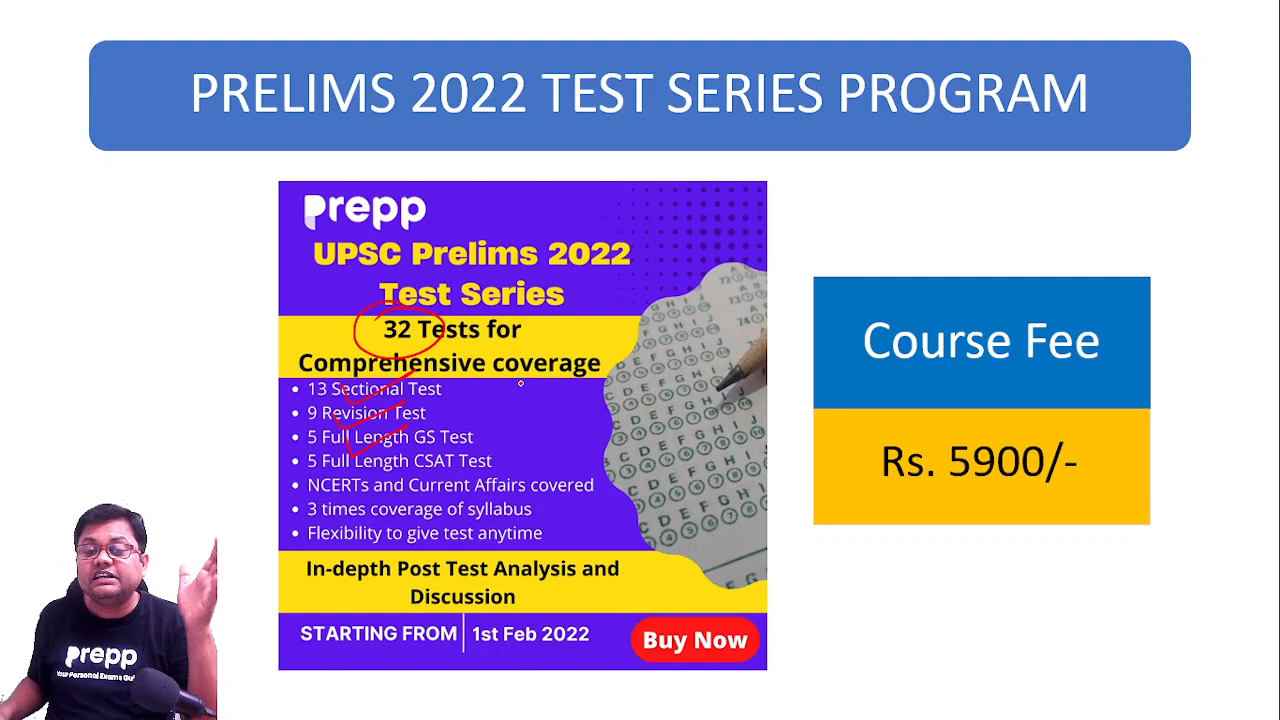 PRELIMS 2022 TEST SERIES PROGRAM
prepp
UPSC Prelims 2022
Test Series
32 Tests for
Comprehensive coverage
• 13 Sectional Test
• 9 Revision Test
• 5 Full Length GS Test
• 5 Full Length CSAT Test
• NCERTs and Current Affairs covered
• 3 times coverage of syllabus
• Flexibility to give test anytime
In-depth Post Test Analysis and
Discussion
STARTING FROM | 1st Feb 2022
Buy Now
Course Fee
Rs. 5900/-
prepp
Your Personal Exams